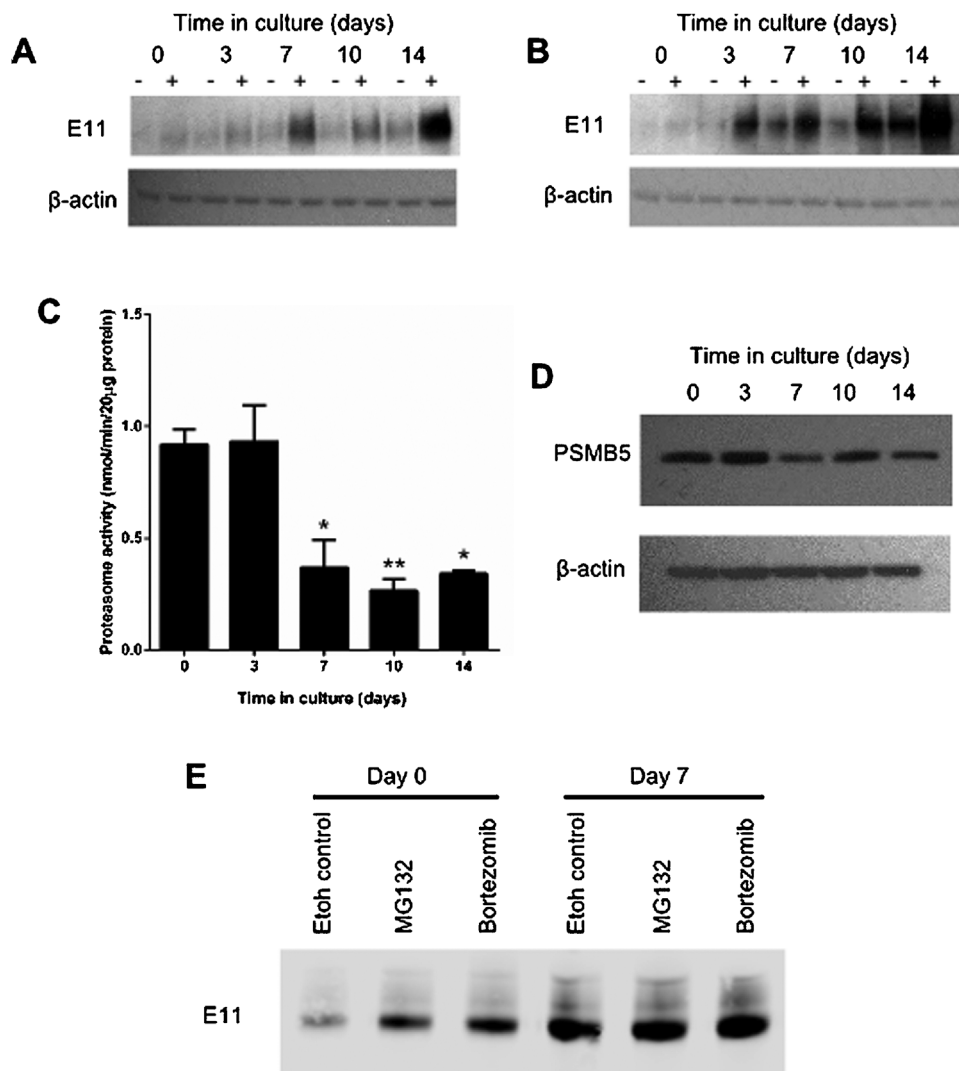 A
Time in culture (days)
0 3 7 10 14
- + - + - + - + - +
E11
β-actin
B
Time in culture (days)
0 3 7 10 14
- + - + - + - + - +
E11
β-actin
C
Proteasome activity (nmol/min/20µg protein)
1.5
1.0
0.5
0.0
* ** *
0 3 7 10 14
Time in culture (days)
D
Time in culture (days)
0 3 7 10 14
PSMB5
β-actin
E
Day 0 Day 7
Etoh control MG132 Bortezomib Etoh control MG132 Bortezomib
E11